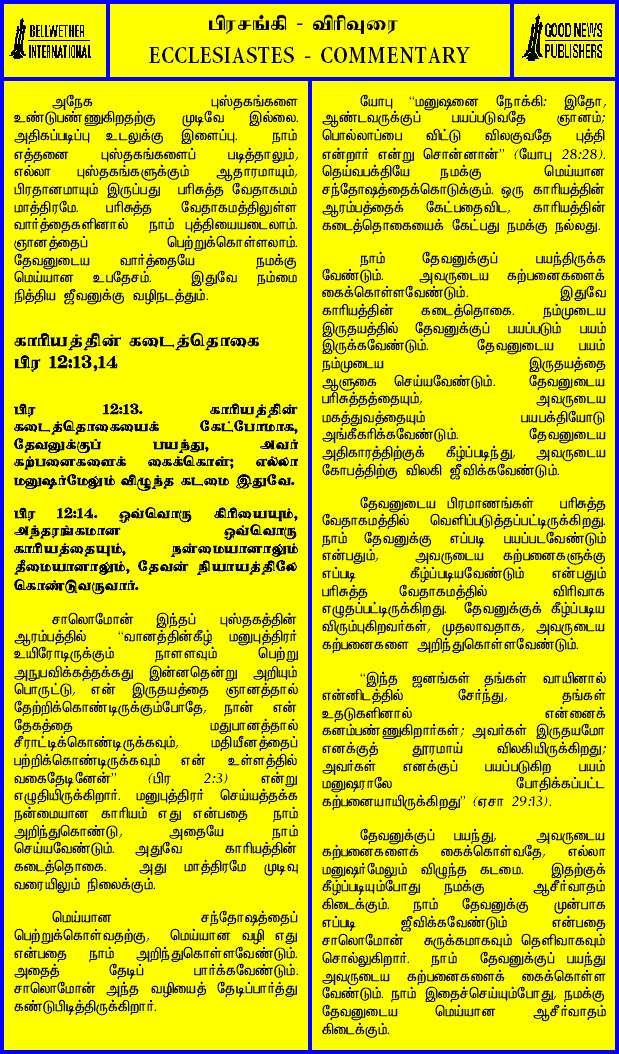 BELLWETHER
INTERNATIONAL
பிரசங்கி - விரிவுரை
ECCLESIASTES - COMMENTARY
GOOD NEWS
PUBLISHERS
அநேக புஸ்தகங்களை
உண்டுபண்ணுகிறதற்கு முடிவே இல்லை.
அதிகப்படிப்பு உடலுக்கு இளைப்பு. நாம்
எத்தனை புஸ்தகங்களைப் படித்தாலும்,
எல்லா புஸ்தகங்களுக்கும் ஆதாரமாயும்,
பிரதானமாயும் இருப்பது பரிசுத்த வேதாகமம்
மாத்திரமே. பரிசுத்த வேதாகமத்திலுள்ள
வார்த்தைகளினால் நாம் புத்தியையடைலாம்.
ஞானத்தைப் பெற்றுக்கொள்ளலாம்.
தேவனுடைய வார்த்தையே நமக்கு
மெய்யான உபதேசம். இதுவே நம்மை
நித்திய ஜீவனுக்கு வழிநடத்தும்.
காரியத்தின் கடைத்தொகை
பிர 12:13,14
பிர 12:13. காரியத்தின்
கடைத்தொகையைக் கேட்போமாக,
தேவனுக்குப் பயந்து, அவர்
கற்பனைகளைக் கைக்கொள்; எல்லா
மனுஷர்மேலும் விழுந்த கடமை இதுவே.
பிர 12:14. ஒவ்வொரு கிரியையும்,
அந்தரங்கமான ஒவ்வொரு
காரியத்தையும், நன்மையானாலும்
தீமையானாலும், தேவன் நியாயத்திலே
கொண்டுவருவார்.
சாலொமோன் இந்தப் புஸ்தகத்தின்
ஆரம்பத்தில் “வானத்தின்கீழ் மனுபுத்திரர்
உயிரோடிருக்கும் நாளளவும் பெற்று
அநுபவிக்கத்தக்கது இன்னதென்று அறியும்
பொருட்டு, என் இருதயத்தை ஞானத்தால்
தேற்றிக்கொண்டிருக்கும்போதே, நான் என்
தேகத்தை மதுபானத்தால்
சீராட்டிக்கொண்டிருக்கவும், மதியீனத்தைப்
பற்றிக்கொண்டிருக்கவும் என் உள்ளத்தில்
வகைதேடினேன்” (பிர 2:3) என்று
எழுதியிருக்கிறார். மனுபுத்திரர் செய்யத்தக்க
நன்மையான காரியம் எது என்பதை நாம்
அறிந்துகொண்டு, அதையே நாம்
செய்யவேண்டும். அதுவே காரியத்தின்
கடைத்தொகை. அது மாத்திரமே முடிவு
வரையிலும் நிலைக்கும்.
மெய்யான சந்தோஷத்தைப்
பெற்றுக்கொள்வதற்கு, மெய்யான வழி எது
என்பதை நாம் அறிந்துகொள்ளவேண்டும்.
அதைத் தேடிப் பார்க்கவேண்டும்.
சாலொமோன் அந்த வழியைத் தேடிப்பார்த்து
கண்டுபிடித்திருக்கிறார்.
யோபு “மனுஷனை நோக்கி: இதோ,
ஆண்டவருக்குப் பயப்படுவதே ஞானம்;
பொல்லாப்பை விட்டு விலகுவதே புத்தி
என்றார் என்று சொன்னான்” (யோபு 28:28).
தெய்வபக்தியே நமக்கு மெய்யான
சந்தோஷத்தைக்கொடுக்கும். ஒரு காரியத்தின்
ஆரம்பத்தைக் கேட்பதைவிட, காரியத்தின்
கடைத்தொகையைக் கேட்பது நமக்கு நல்லது.
நாம் தேவனுக்குப் பயந்திருக்க
வேண்டும். அவருடைய கற்பனைகளைக்
கைக்கொள்ளவேண்டும். இதுவே
காரியத்தின் கடைத்தொகை. நம்முடைய
இருதயத்தில் தேவனுக்குப் பயப்படும் பயம்
இருக்கவேண்டும். தேவனுடைய பயம்
நம்முடைய இருதயத்தை
ஆளுகை செய்யவேண்டும். தேவனுடைய
பரிசுத்தத்தையும், அவருடைய
மகத்துவத்தையும் பயபக்தியோடு
அங்கீகரிக்கவேண்டும். தேவனுடைய
அதிகாரத்திற்குக் கீழ்ப்படிந்து, அவருடைய
கோபத்திற்கு விலகி ஜீவிக்கவேண்டும்.
தேவனுடைய பிரமாணங்கள் பரிசுத்த
வேதாகமத்தில் வெளிப்படுத்தப்பட்டிருக்கிறது.
நாம் தேவனுக்கு எப்படி பயப்படவேண்டும்
என்பதும், அவருடைய கற்பனைகளுக்கு
எப்படி கீழ்ப்படியவேண்டும் என்பதும்
பரிசுத்த வேதாகமத்தில் விரிவாக
எழுதப்பட்டிருக்கிறது. தேவனுக்குக் கீழ்ப்படிய
விரும்புகிறவர்கள், முதலாவதாக, அவருடைய
கற்பனைகளை அறிந்துகொள்ளவேண்டும்.
“இந்த ஜனங்கள் தங்கள் வாயினால்
என்னிடத்தில் சேர்ந்து, தங்கள்
உதடுகளினால் என்னைக்
கனம்பண்ணுகிறார்கள்; அவர்கள் இருதயமோ
எனக்குத் தூரமாய் விலகியிருக்கிறது;
அவர்கள் எனக்குப் பயப்படுகிற பயம்
மனுஷராலே போதிக்கப்பட்ட
கற்பனையாயிருக்கிறது” (ஏசா 29:13).
தேவனுக்குப் பயந்து, அவருடைய
கற்பனைகளைக் கைக்கொள்வதே, எல்லா
மனுஷர்மேலும் விழுந்த கடமை. இதற்குக்
கீழ்ப்படியும்போது நமக்கு ஆசீர்வாதம்
கிடைக்கும். நாம் தேவனுக்கு முன்பாக
எப்படி ஜீவிக்கவேண்டும் என்பதை
சாலொமோன் சுருக்கமாகவும் தெளிவாகவும்
சொல்லுகிறார். நாம் தேவனுக்குப் பயந்து
அவருடைய கற்பனைகளைக் கைக்கொள்ள
வேண்டும். நாம் இதைச்செய்யும்போது, நமக்கு
தேவனுடைய மெய்யான ஆசீர்வாதம்
கிடைக்கும்.